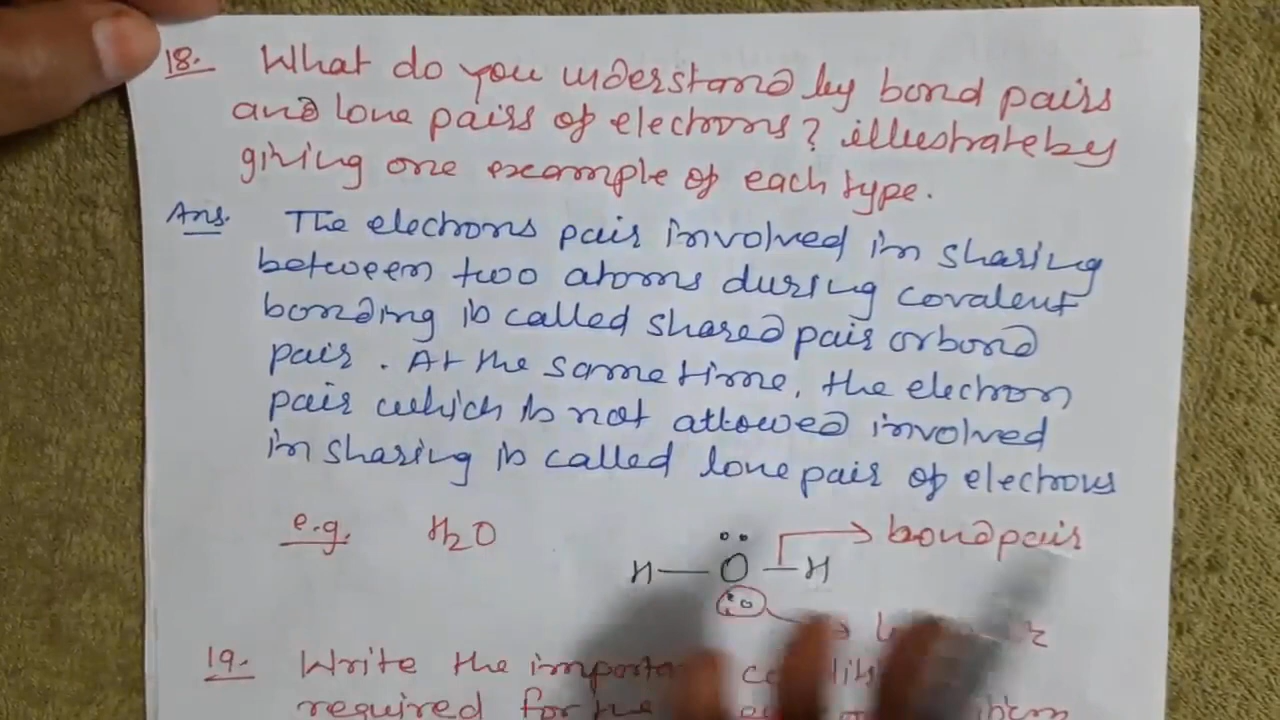 18. What do you understand by bond pairs
and lone pairs of electrons? illustrate by
giving one example of each type.
Ans. The electrons pair involved in sharing
between two atoms during covalent
bonding is called shared pair or bond
pair. At the same time, the electron
pair which is not allowed involved
in sharing is called lone pair of electrons
e.g. H2O
H—O—H → bond pair
19. Write the
required for the